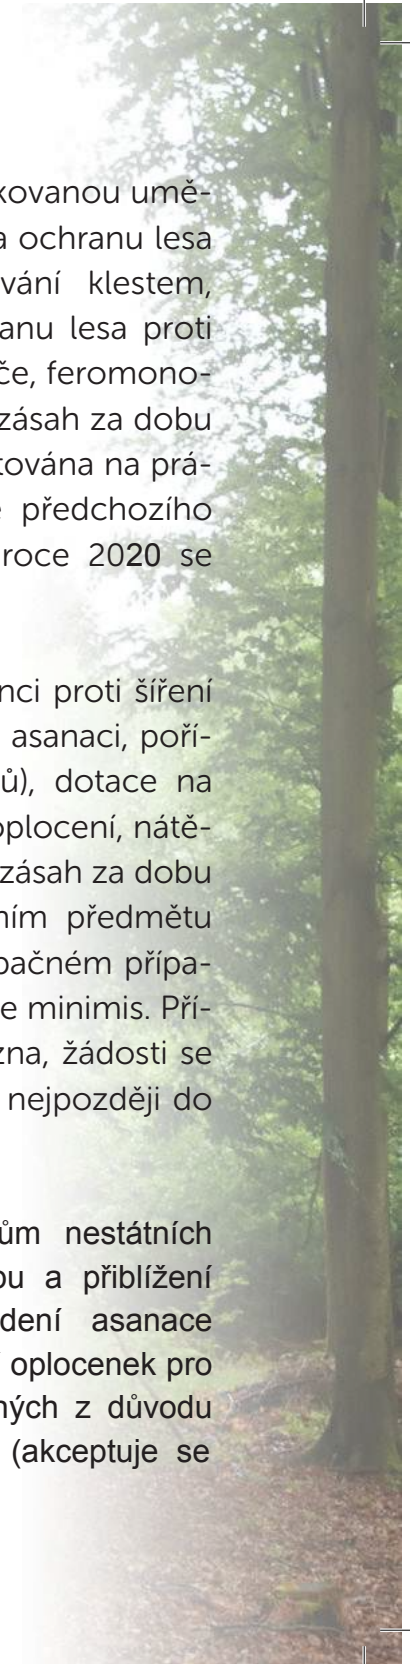 kovanou umě-
a ochranu lesa
vání klestem,
anu lesa proti
če, feromono-
zásah za dobu
tována na prá-
předchozího
roce 2020 se
nci proti šíření
asanaci, poří-
ů), dotace na
oplocení, nátě-
zásah za dobu
ním předmětu
pačném přípa-
e minimis. Pří-
zna, žádosti se
nejpozději do
ům nestátních
bu a přiblížení
dení asanace
oplocenek pro
ných z důvodu
(akceptuje se